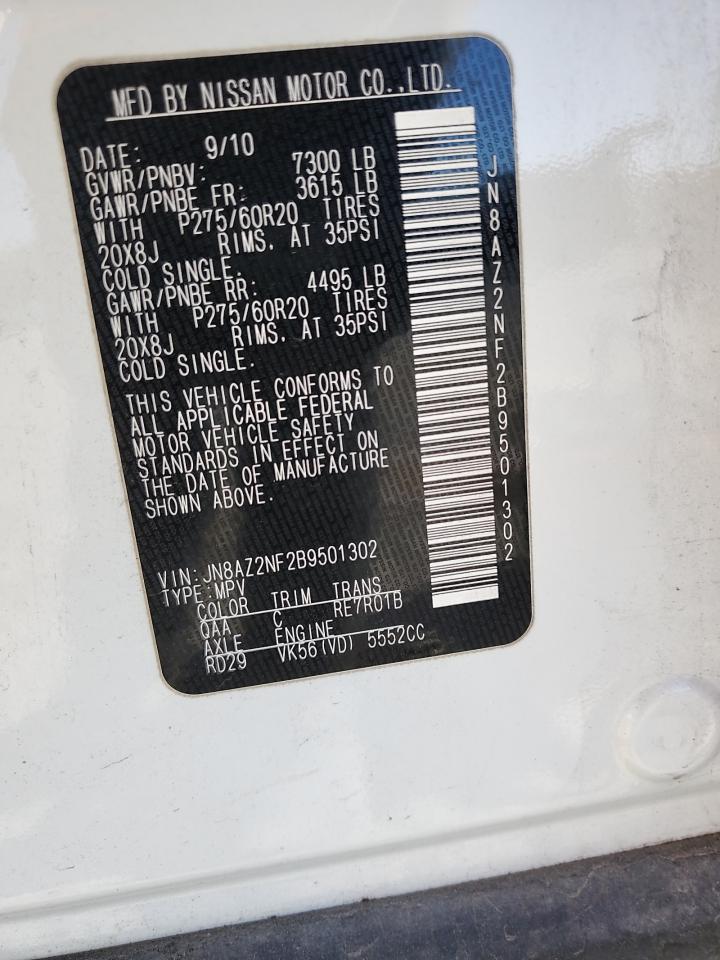 MFD BY NISSAN MOTOR CO.,LTD.
DATE: 9/10
GVWR/PNBV: 7300 LB
GAWR/PNBE FR: 3615 LB
WITH P275/60R20 TIRES
20X8J RIMS, AT 35PSI
COLD SINGLE.
GAWR/PNBE RR: 4495 LB
WITH P275/60R20 TIRES
20X8J RIMS, AT 35PSI
COLD SINGLE.
THIS VEHICLE CONFORMS TO
ALL APPLICABLE FEDERAL
MOTOR VEHICLE SAFETY
STANDARDS IN EFFECT ON
THE DATE OF MANUFACTURE
SHOWN ABOVE.
VIN:JN8AZ2NF2B9501302
TYPE:MPV
COLOR TRIM TRANS
QAA C RE7R01B
AXLE ENGINE
RD29 VK56(VD) 5552CC
JN8AZ2NF2B9501302